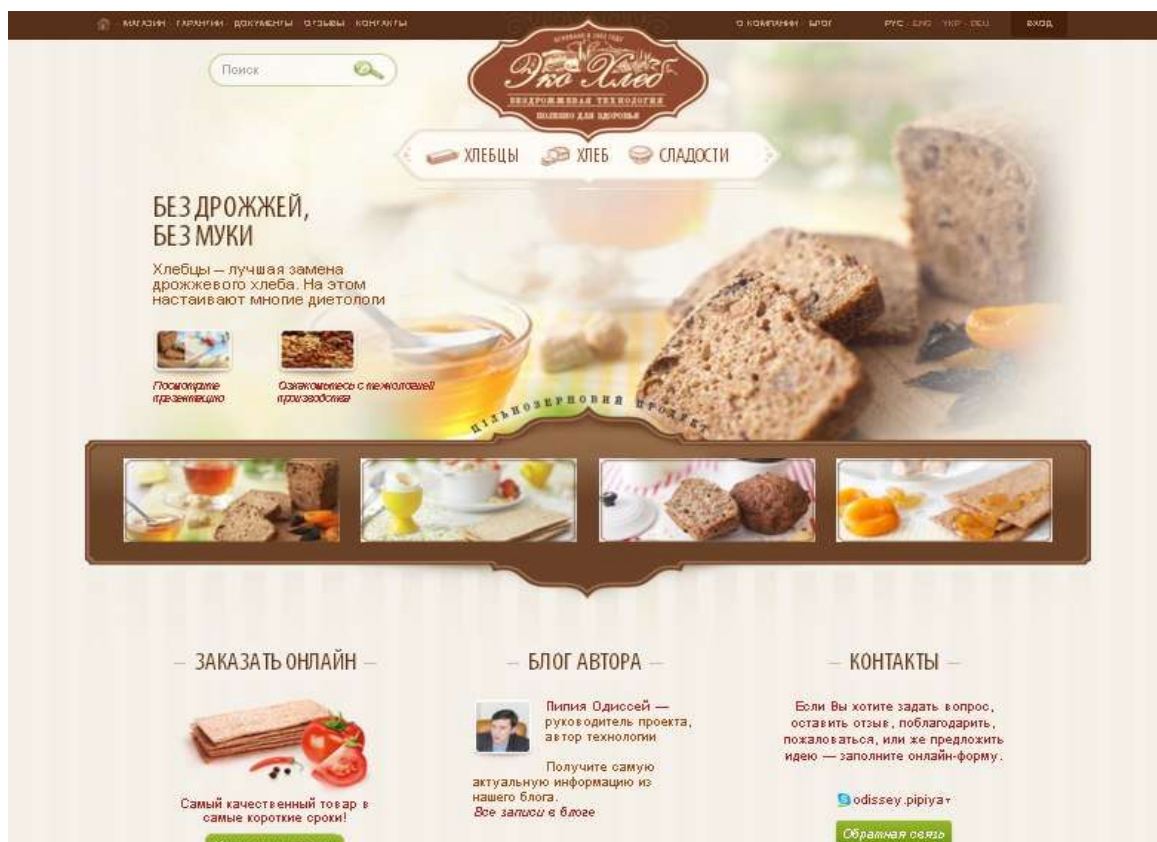 МАГАЗИН · ГАРАНТИИ · ДОКУМЕНТЫ · ОТЗЫВЫ · КОНТАКТЫ
О КОМПАНИИ · БЛОГ
РУС · ENG · УКР · DEU
ВХОД
Поиск
Эко Хлеб
БЕЗДРОЖЖЕВАЯ ТЕХНОЛОГИЯ
ПОЛЕЗНО ДЛЯ ЗДОРОВЬЯ
ХЛЕБЦЫ
ХЛЕБ
СЛАДОСТИ
БЕЗ ДРОЖЖЕЙ,
БЕЗ МУКИ
Хлебцы — лучшая замена
дрожжевого хлеба. На этом
настаивают многие диетологи
Посмотрите
презентацию
Ознакомьтесь с технологией
производства
ЦІЛЬНОЗЕРНОВИЙ ПРОДУКТ
— ЗАКАЗАТЬ ОНЛАЙН —
Самый качественный товар в
самые короткие сроки!
— БЛОГ АВТОРА —
Пипия Одиссей —
руководитель проекта,
автор технологии
Получите самую
актуальную информацию из
нашего блога.
Все записи в блоге
— КОНТАКТЫ —
Если Вы хотите задать вопрос,
оставить отзыв, поблагодарить,
пожаловаться, или же предложить
идею — заполните онлайн-форму.
odissey.pipiya
Обратная связь